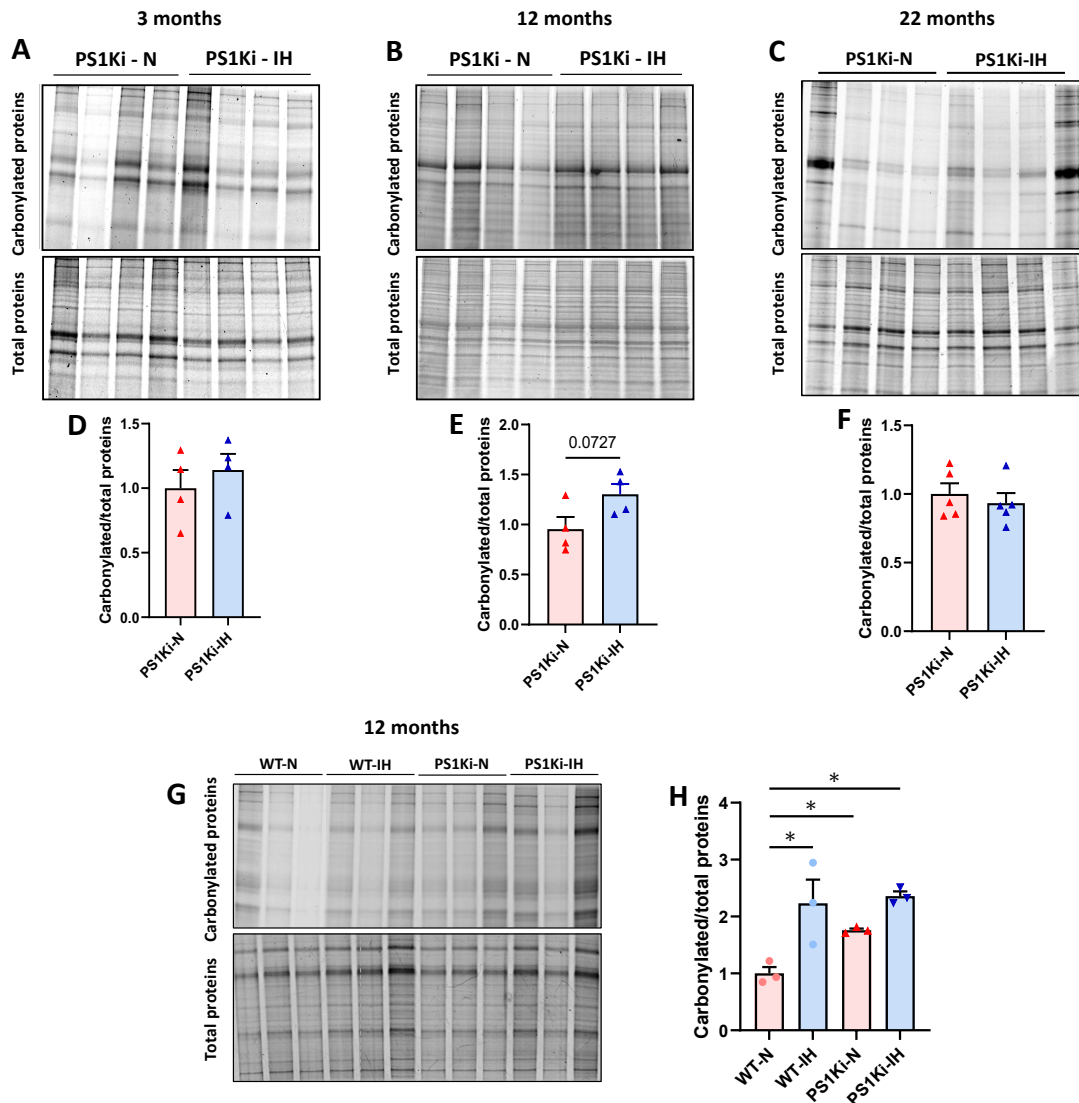 3 months
12 months
22 months
A
PS1Ki - N
PS1Ki - IH
B
PS1Ki - N
PS1Ki - IH
C
PS1Ki-N
PS1Ki-IH
Carbonylated proteins
Total proteins
Carbonylated proteins
Total proteins
Carbonylated proteins
Total proteins
D
Carbonylated/total proteins
1.5
1.0
0.5
0.0
PS1Ki-N
PS1Ki-IH
E
Carbonylated/total proteins
2.0
1.5
1.0
0.5
0.0
0.0727
PS1Ki-N
PS1Ki-IH
F
Carbonylated/total proteins
1.5
1.0
0.5
0.0
PS1Ki-N
PS1Ki-IH
12 months
G
WT-N
WT-IH
PS1Ki-N
PS1Ki-IH
Carbonylated proteins
Total proteins
H
Carbonylated/total proteins
4
3
2
1
0
*
*
*
WT-N
WT-IH
PS1Ki-N
PS1Ki-IH